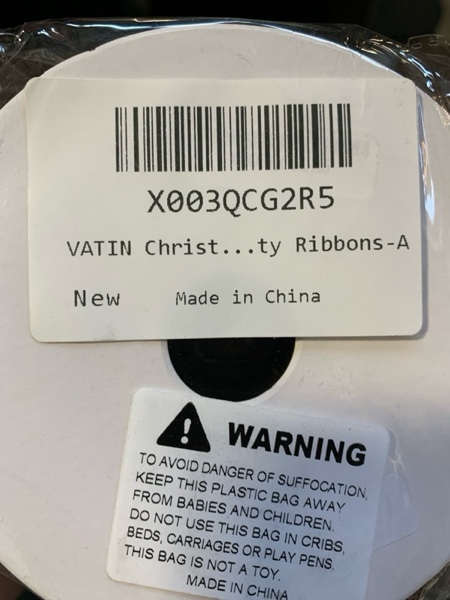 X003QCG2R5
VATIN Christ...ty Ribbons-A
New Made in China
WARNING
TO AVOID DANGER OF SUFFOCATION,
KEEP THIS PLASTIC BAG AWAY
FROM BABIES AND CHILDREN.
DO NOT USE THIS BAG IN CRIBS,
BEDS, CARRIAGES OR PLAY PENS.
THIS BAG IS NOT A TOY.
MADE IN CHINA